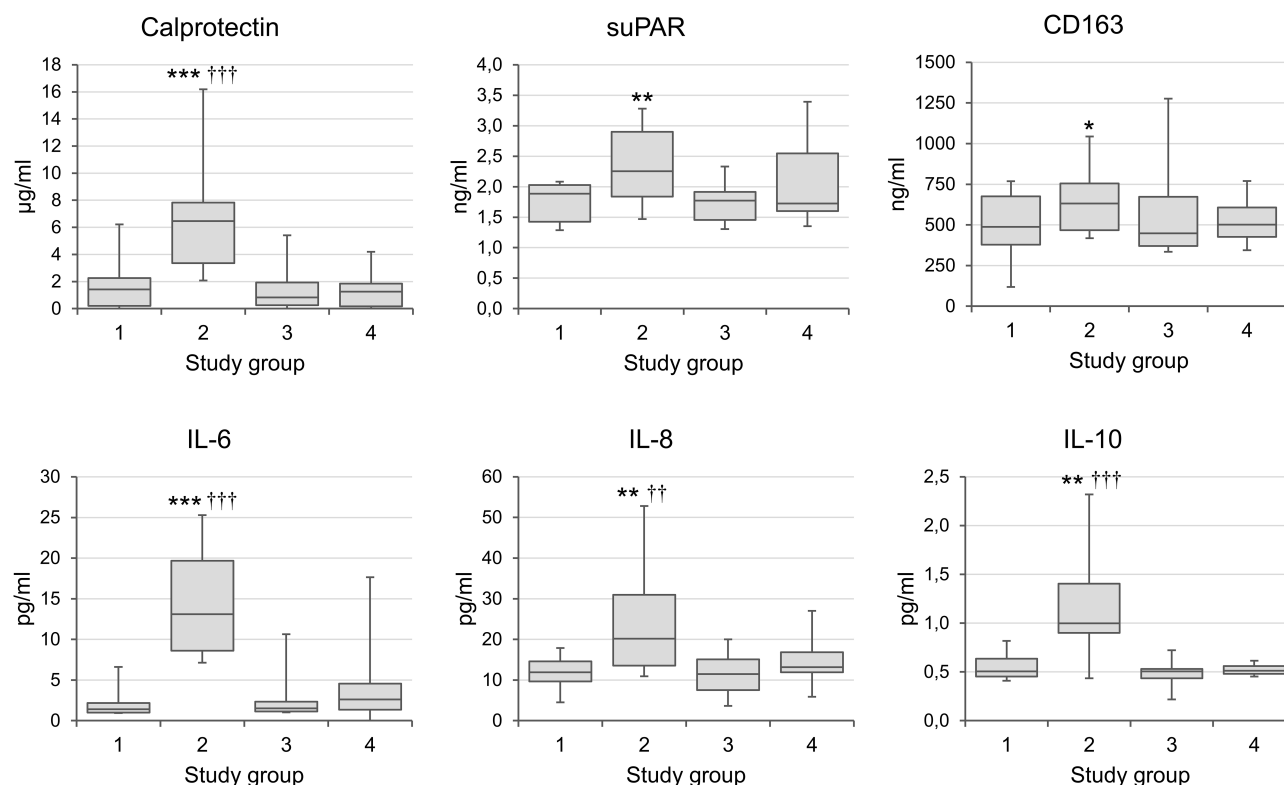 Calprotectin
*** †††
18
16
14
12
10
8
6
4
2
0
µg/ml
1 2 3 4
Study group
suPAR
**
4,0
3,5
3,0
2,5
2,0
1,5
1,0
0,5
0,0
ng/ml
1 2 3 4
Study group
CD163
*
1500
1250
1000
750
500
250
0
ng/ml
1 2 3 4
Study group
IL-6
*** †††
30
25
20
15
10
5
0
pg/ml
1 2 3 4
Study group
IL-8
** ††
60
50
40
30
20
10
0
pg/ml
1 2 3 4
Study group
IL-10
** †††
2,5
2,0
1,5
1,0
0,5
0,0
pg/ml
1 2 3 4
Study group